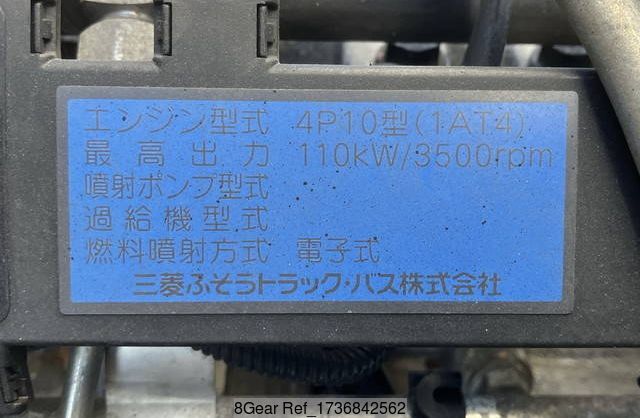 エンジン型式 4P10型(1AT4)
最高出力 110kW/3500rpm
噴射ポンプ型式
過給機型式
燃料噴射方式 電子式
三菱ふそうトラック・バス株式会社
8Gear Ref_1736842562